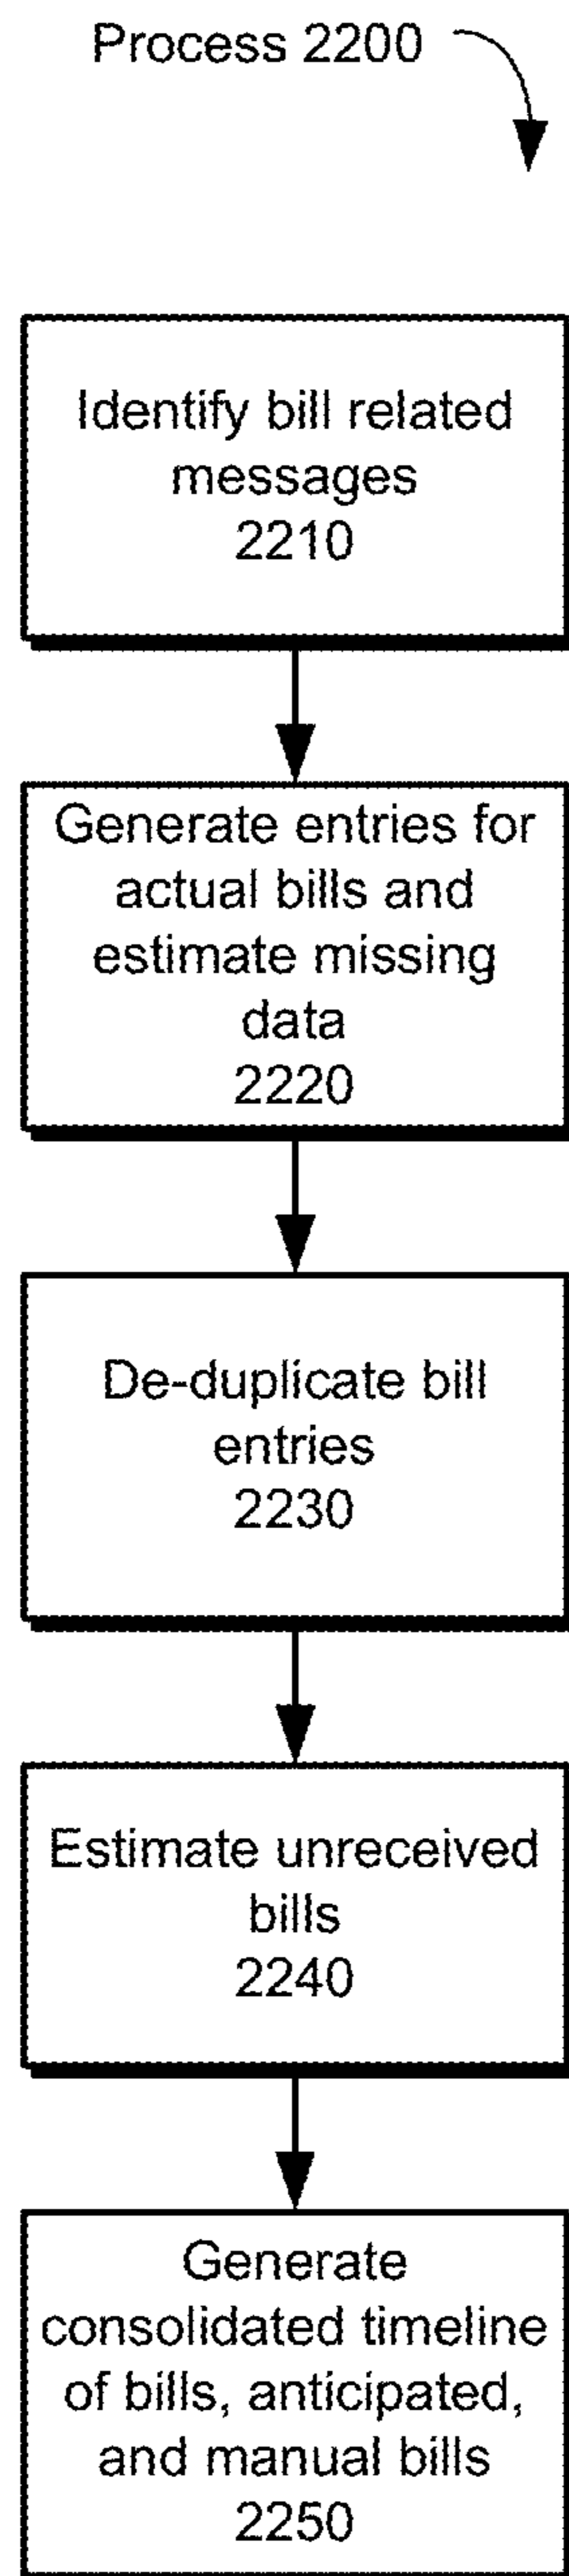 Process 2200
Identify bill related
messages
2210
Generate entries for
actual bills and
estimate missing
data
2220
De-duplicate bill
entries
2230
Estimate unreceived
bills
2240
Generate
consolidated timeline
of bills, anticipated,
and manual bills
2250